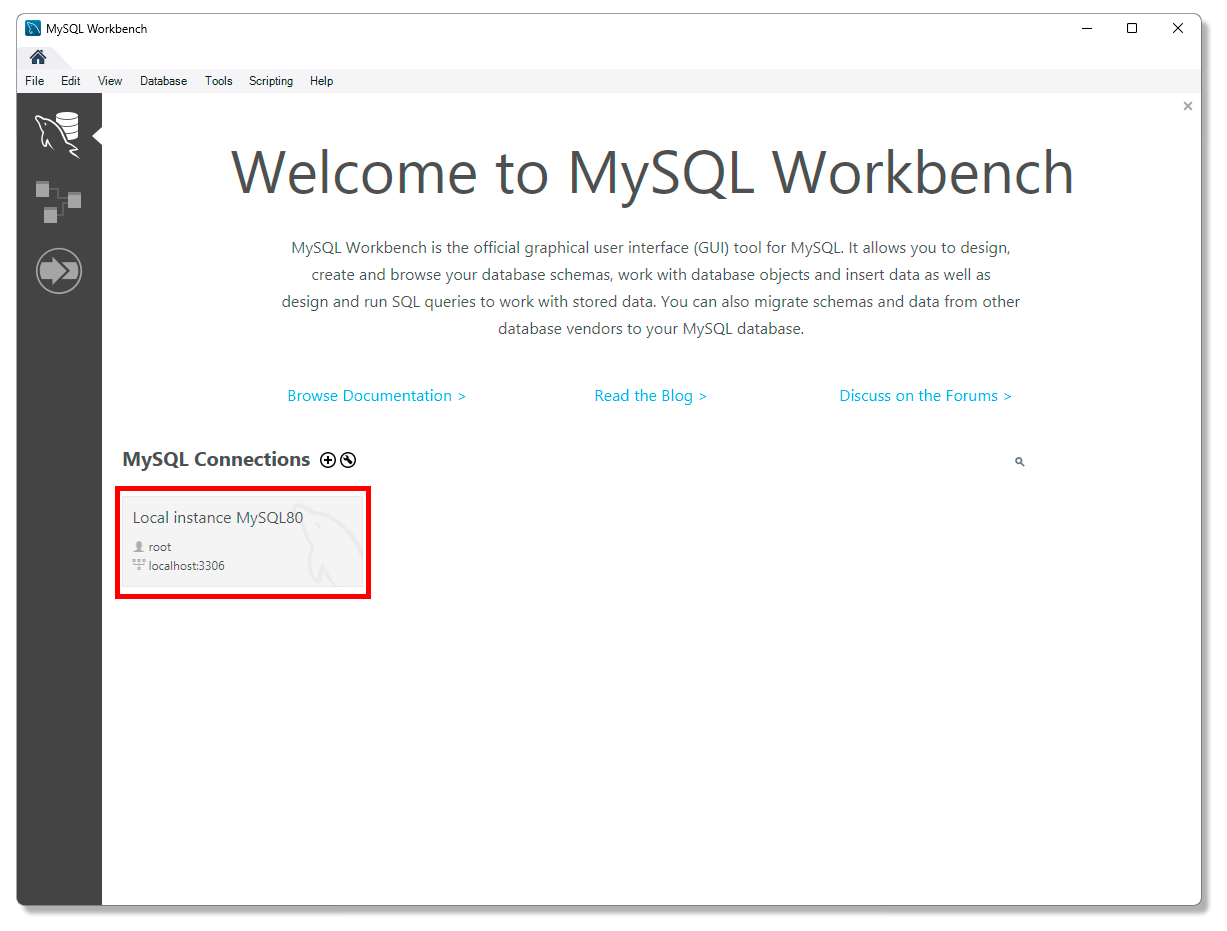 MySQL Workbench
File Edit View Database Tools Scripting Help
Welcome to MySQL Workbench
MySQL Workbench is the official graphical user interface (GUI) tool for MySQL. It allows you to design,
create and browse your database schemas, work with database objects and insert data as well as
design and run SQL queries to work with stored data. You can also migrate schemas and data from other
database vendors to your MySQL database.
Browse Documentation > Read the Blog > Discuss on the Forums >
MySQL Connections
Local instance MySQL80
root
localhost:3306